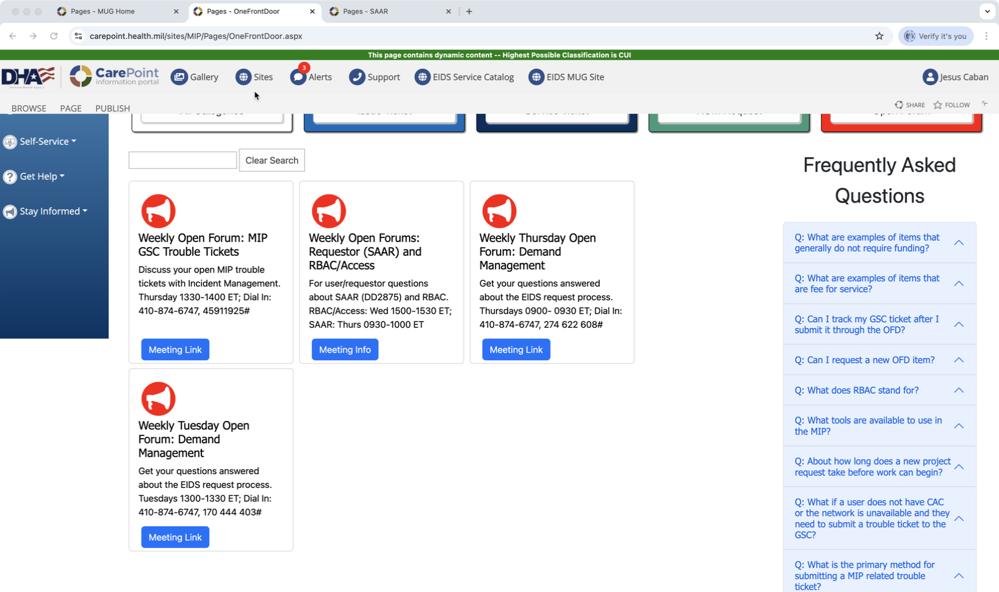 Pages - MUG Home
Pages - OneFrontDoor
Pages - SAAR
carepoint.health.mil/sites/MIP/Pages/OneFrontDoor.aspx
Verify it's you
This page contains dynamic content -- Highest Possible Classification is CUI
DHA
CarePoint
information portal
Gallery
Sites
3
Alerts
Support
EIDS Service Catalog
EIDS MUG Site
Jesus Caban
BROWSE
PAGE
PUBLISH
SHARE
FOLLOW
Self-Service
Get Help
Stay Informed
Clear Search
Weekly Open Forum: MIP
GSC Trouble Tickets
Discuss your open MIP trouble
tickets with Incident Management.
Thursday 1330-1400 ET; Dial In:
410-874-6747, 45911925#
Meeting Link
Weekly Open Forums:
Requestor (SAAR) and
RBAC/Access
For user/requestor questions
about SAAR (DD2875) and RBAC.
RBAC/Access: Wed 1500-1530 ET;
SAAR: Thurs 0930-1000 ET
Meeting Info
Weekly Thursday Open
Forum: Demand
Management
Get your questions answered
about the EIDS request process.
Thursdays 0900- 0930 ET; Dial In:
410-874-6747, 274 622 608#
Meeting Link
Weekly Tuesday Open
Forum: Demand
Management
Get your questions answered
about the EIDS request process.
Tuesdays 1300-1330 ET; Dial In:
410-874-6747, 170 444 403#
Meeting Link
Frequently Asked
Questions
Q: What are examples of items that
generally do not require funding?
Q: What are examples of items that
are fee for service?
Q: Can I track my GSC ticket after I
submit it through the OFD?
Q: Can I request a new OFD item?
Q: What does RBAC stand for?
Q: What tools are available to use in
the MIP?
Q: About how long does a new project
request take before work can begin?
Q: What if a user does not have CAC
or the network is unavailable and they
need to submit a trouble ticket to the
GSC?
Q: What is the primary method for
submitting a MIP related trouble
ticket?